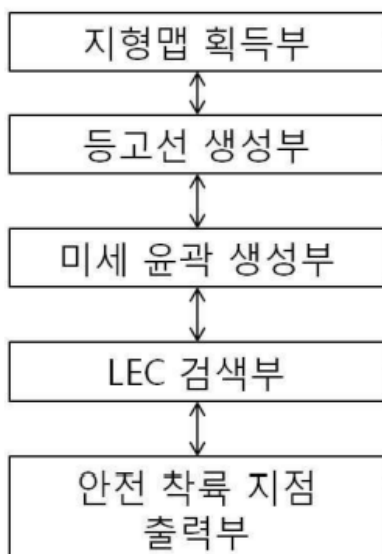 지형맵 획득부
등고선 생성부
미세 윤곽 생성부
LEC 검색부
안전 착륙 지점
출력부